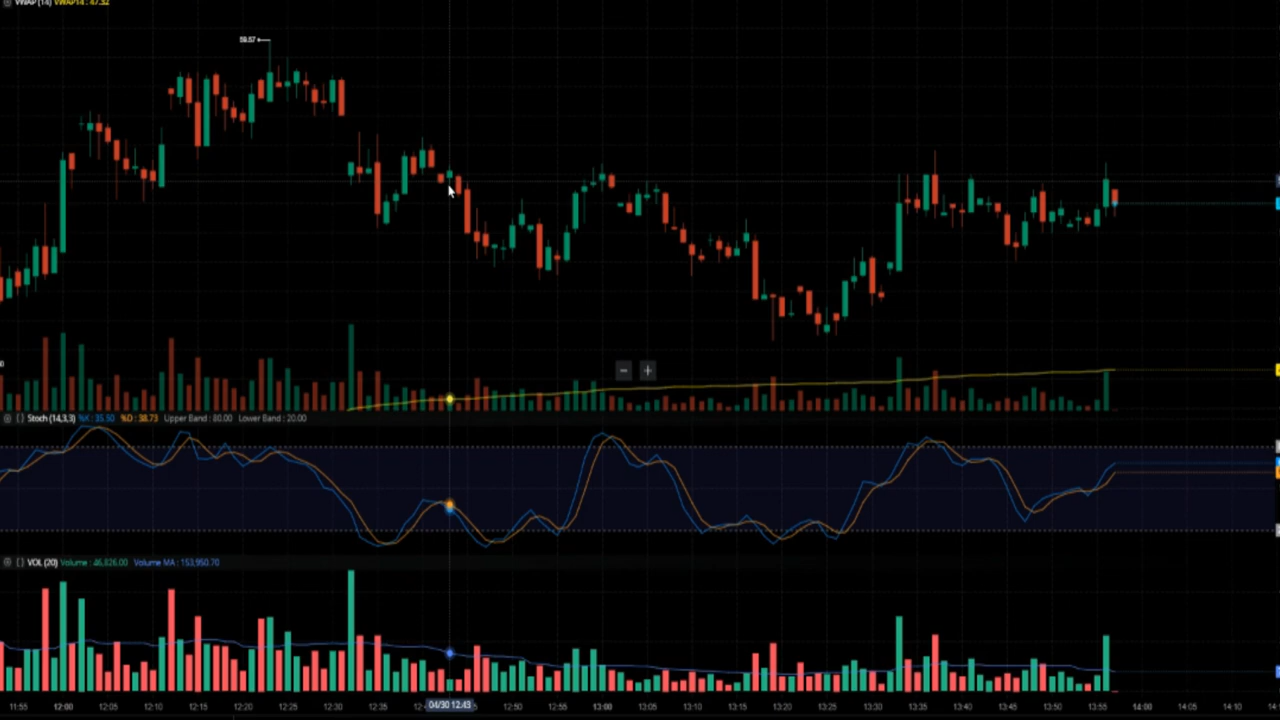 VWAP (14) VWAP14 : 47.32
59.57
Stoch (14,3,3) %K : 35.50 %D : 38.73 Upper Band : 80.00 Lower Band : 20.00
VOL (20) Volume : 46,826.00 Volume MA : 153,950.70
11:55 12:00 12:05 12:10 12:15 12:20 12:25 12:30 12:35 04/30 12:43 12:50 12:55 13:00 13:05 13:10 13:15 13:20 13:25 13:30 13:35 13:40 13:45 13:50 13:55 14:00 14:05 14:10